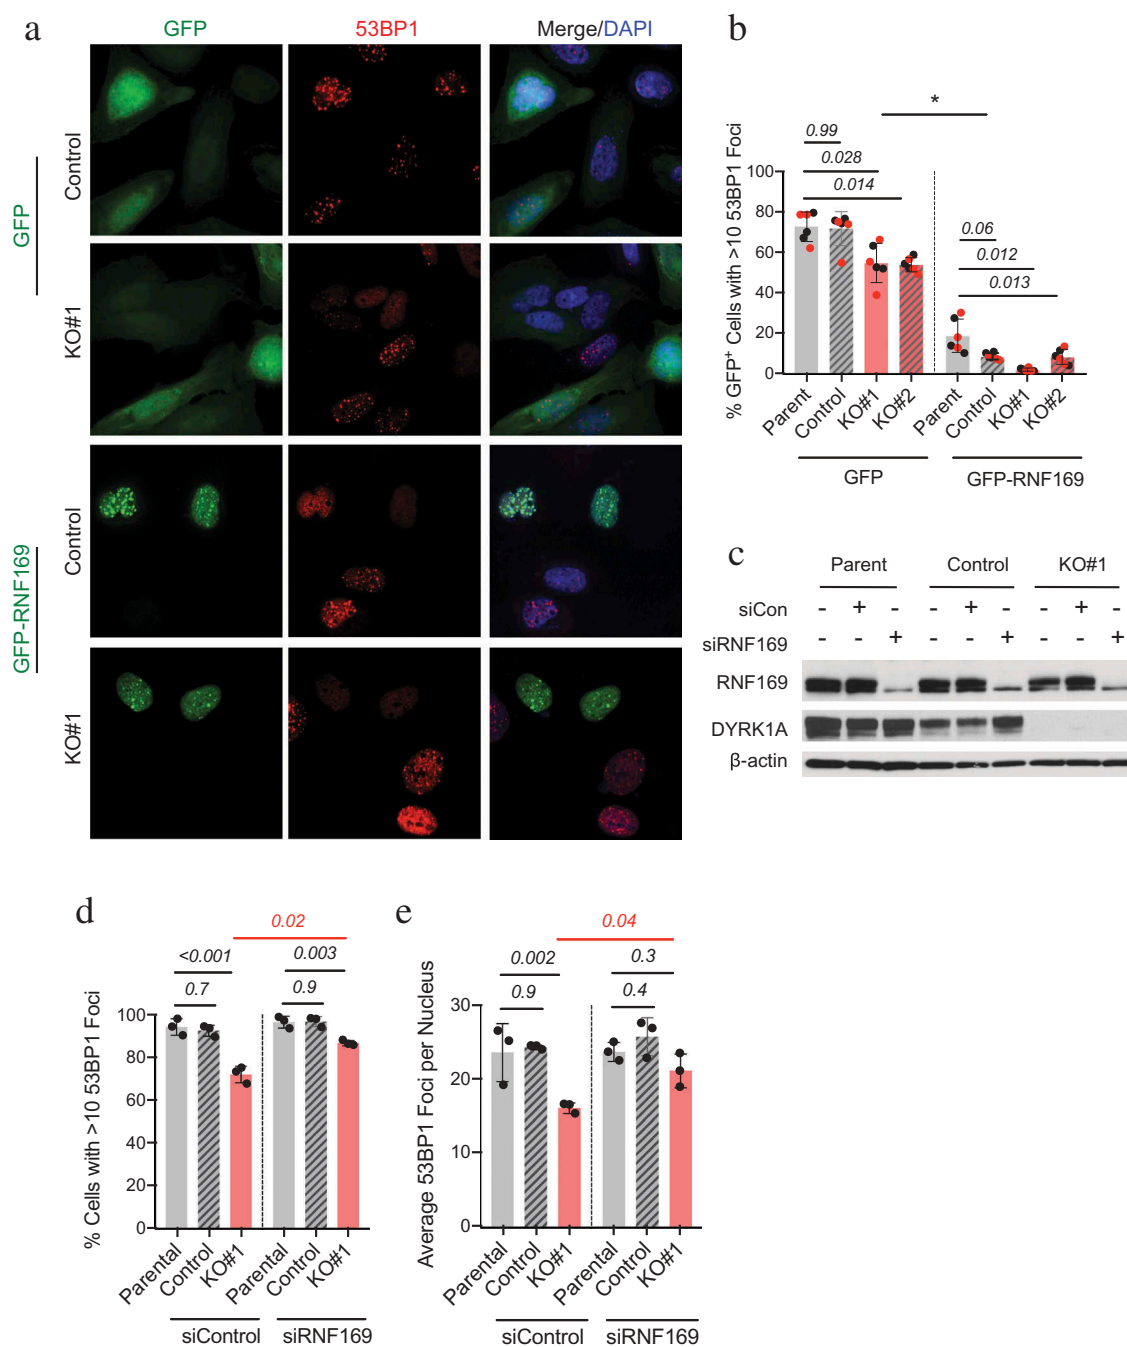 a
GFP
53BP1
Merge/DAPI
GFP
Control
KO#1
GFP-RNF169
Control
KO#1
b
% GFP⁺ Cells with >10 53BP1 Foci
*
0.99
0.028
0.014
0.06
0.012
0.013
100
80
60
40
20
0
Parent
Control
KO#1
KO#2
Parent
Control
KO#1
KO#2
GFP
GFP-RNF169
c
Parent Control KO#1
siCon - + - - + - - + -
siRNF169 - - + - - + - - +
RNF169
DYRK1A
β-actin
d
% Cells with >10 53BP1 Foci
0.02
<0.001
0.003
0.7
0.9
100
80
60
40
20
0
Parental
Control
KO#1
Parental
Control
KO#1
siControl
siRNF169
e
Average 53BP1 Foci per Nucleus
0.04
0.002
0.3
0.9
0.4
30
20
10
0
Parental
Control
KO#1
Parental
Control
KO#1
siControl
siRNF169